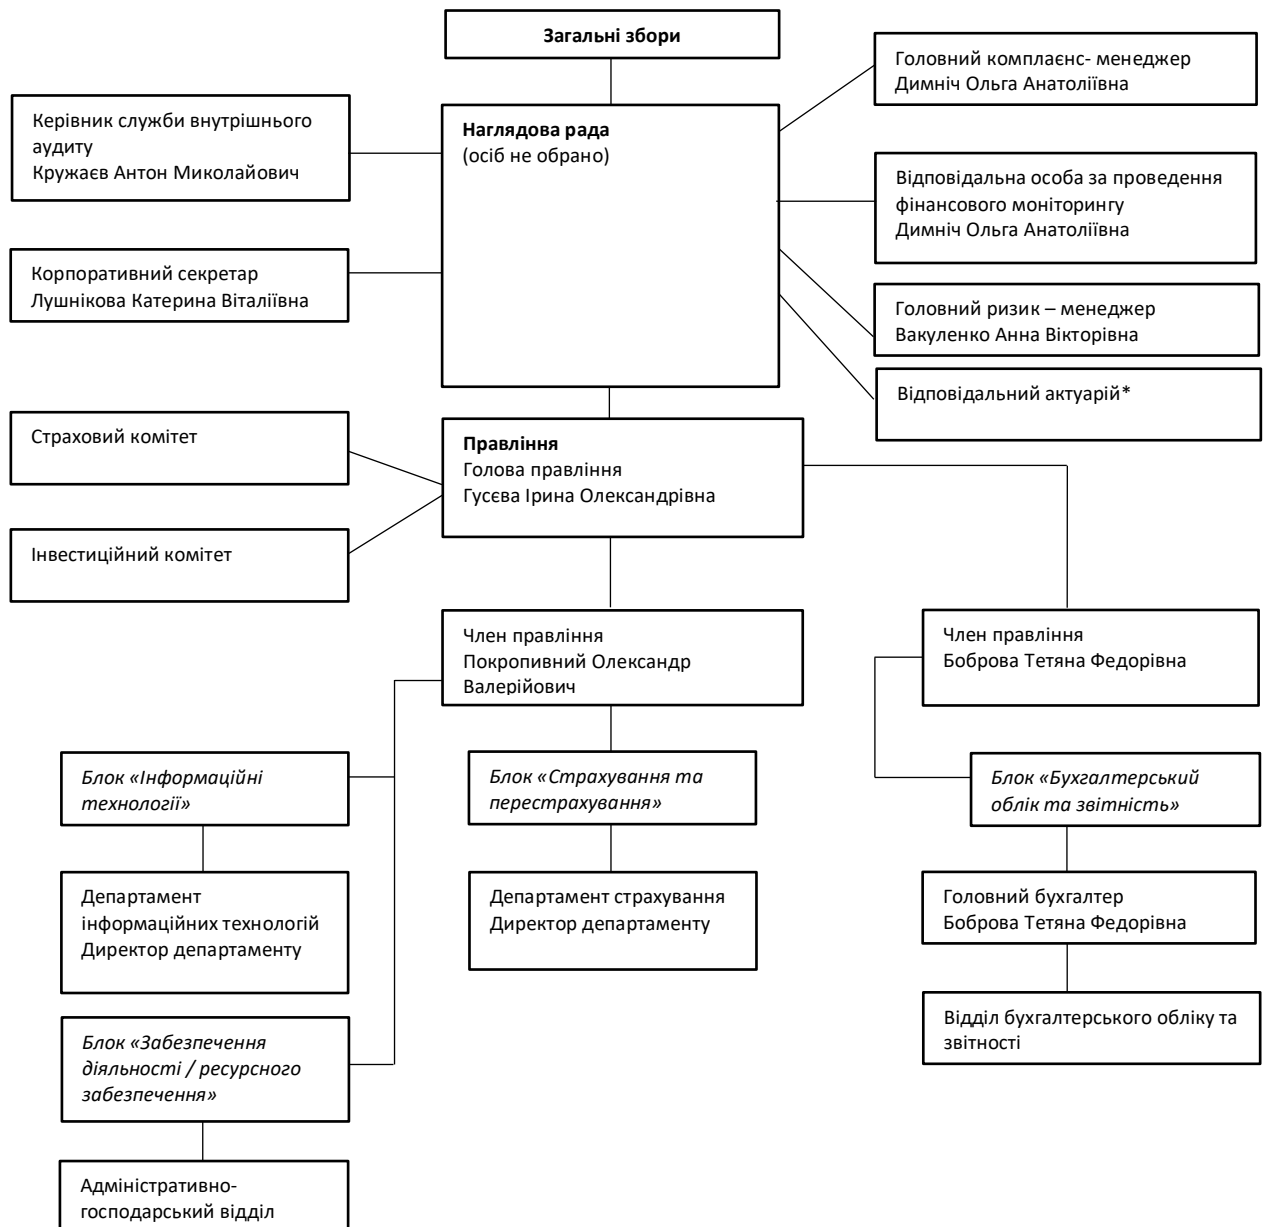 Загальні збори
Головний комплаєнс- менеджер
Димніч Ольга Анатоліївна
Керівник служби внутрішнього
аудиту
Кружаєв Антон Миколайович
Наглядова рада
(осіб не обрано)
Відповідальна особа за проведення
фінансового моніторингу
Димніч Ольга Анатоліївна
Корпоративний секретар
Лушнікова Катерина Віталіївна
Головний ризик – менеджер
Вакуленко Анна Вікторівна
Відповідальний актуарій*
Страховий комітет
Правління
Голова правління
Гусєва Ірина Олександрівна
Інвестиційний комітет
Член правління
Покропивний Олександр
Валерійович
Член правління
Боброва Тетяна Федорівна
Блок «Інформаційні
технології»
Блок «Страхування та
перестрахування»
Блок «Бухгалтерський
облік та звітність»
Департамент
інформаційних технологій
Директор департаменту
Департамент страхування
Директор департаменту
Головний бухгалтер
Боброва Тетяна Федорівна
Відділ бухгалтерського обліку та
звітності
Блок «Забезпечення
діяльності / ресурсного
забезпечення»
Адміністративно-
господарський відділ